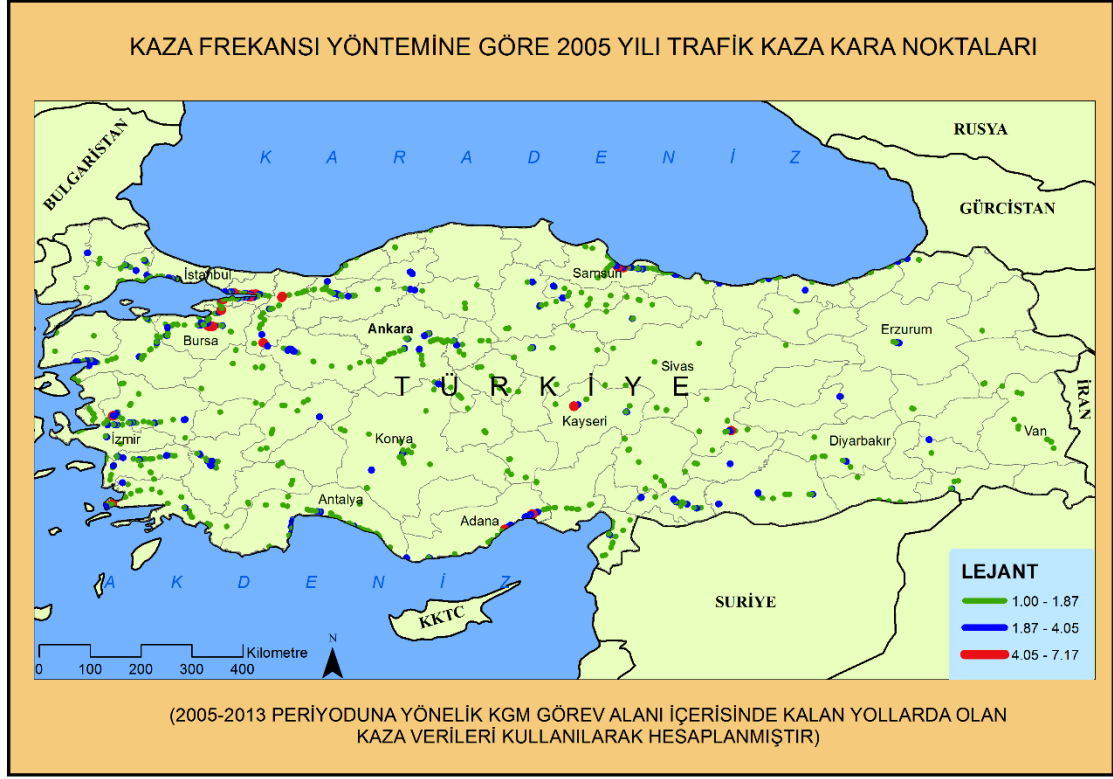 KAZA FREKANSI YÖNTEMİNE GÖRE 2005 YILI TRAFİK KAZA KARA NOKTALARI
BULGARİSTAN
K A R A D E N İ Z
RUSYA
GÜRCİSTAN
İstanbul
Samsun
Bursa
Ankara
Erzurum
Sivas
T Ü R K İ Y E
İRAN
Kayseri
İzmir
Konya
Diyarbakır
Van
Antalya
Adana
A K D E N İ Z
KKTC
SURİYE
LEJANT
1.00 - 1.87
1.87 - 4.05
4.05 - 7.17
N
Kilometre
0 100 200 300 400
(2005-2013 PERİYODUNA YÖNELİK KGM GÖREV ALANI İÇERİSİNDE KALAN YOLLARDA OLAN
KAZA VERİLERİ KULLANILARAK HESAPLANMIŞTIR)